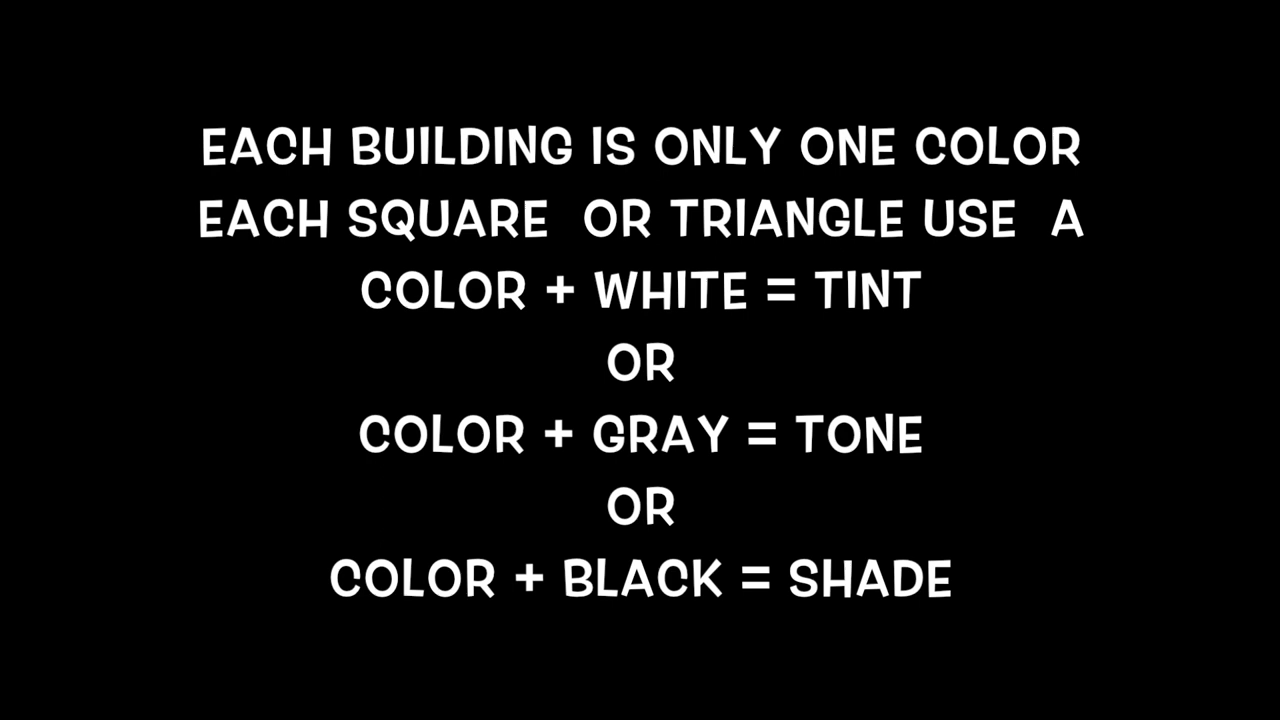 EACH BUILDING IS ONLY ONE COLOR
EACH SQUARE OR TRIANGLE USE A
COLOR + WHITE = TINT
OR
COLOR + GRAY = TONE
OR
COLOR + BLACK = SHADE